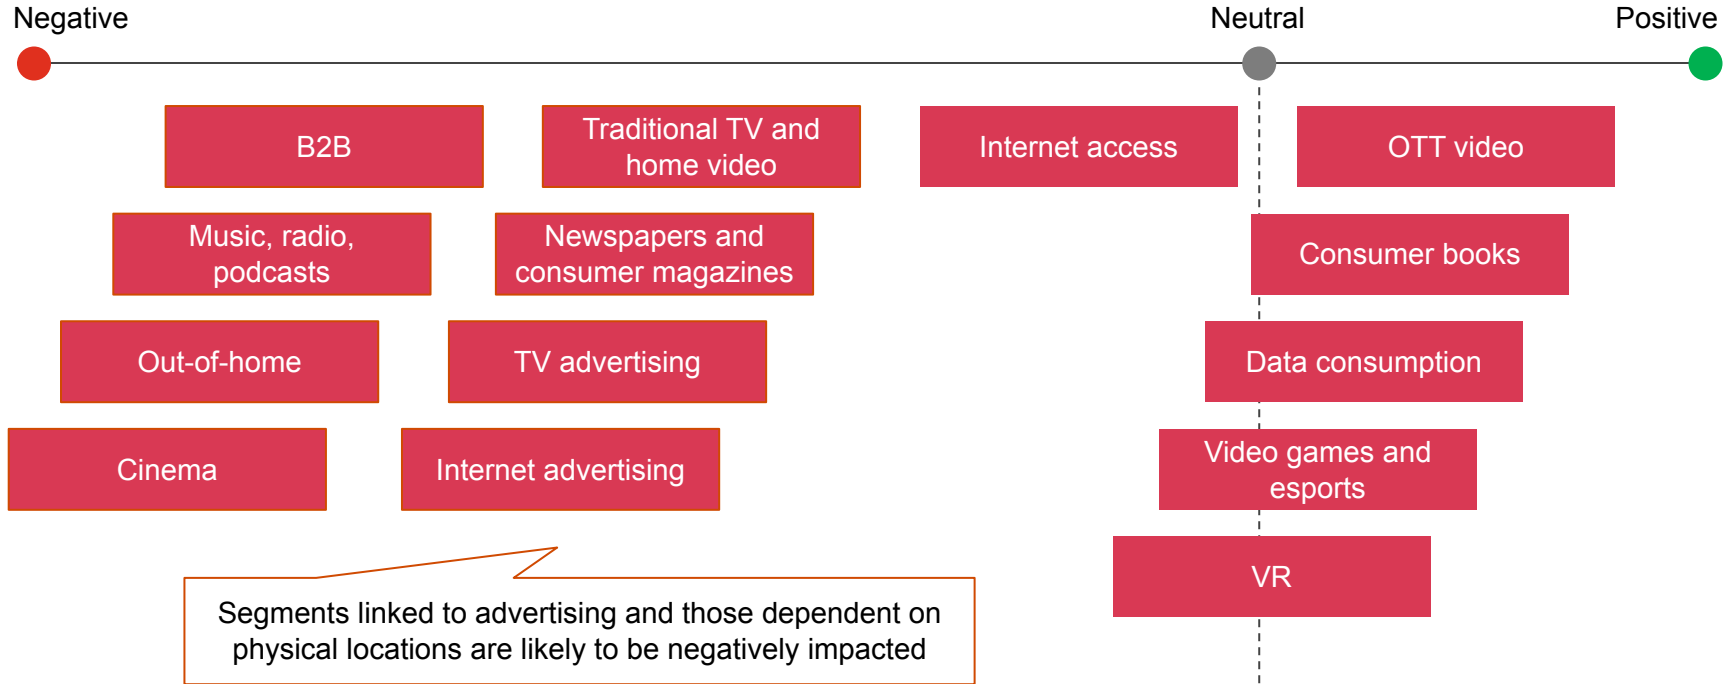 Negative
Neutral
Positive
B2B
Traditional TV and
home video
Internet access
OTT video
Music, radio,
podcasts
Newspapers and
consumer magazines
Consumer books
Out-of-home
TV advertising
Data consumption
Cinema
Internet advertising
Video games and
esports
VR
Segments linked to advertising and those dependent on
physical locations are likely to be negatively impacted